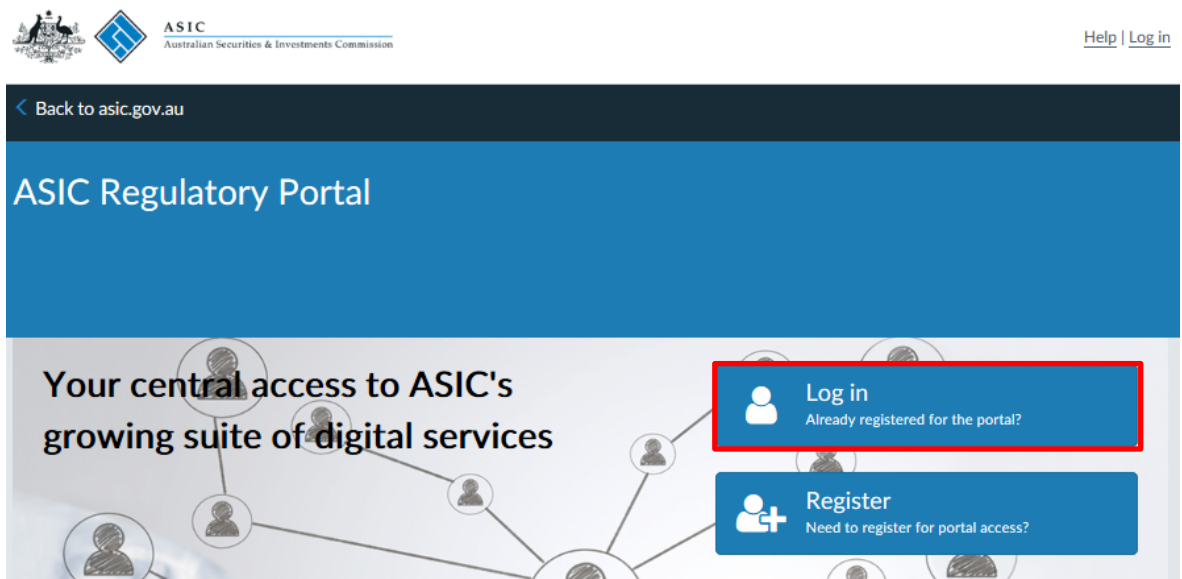 ASIC
Australian Securities & Investments Commission
Help | Log in
Back to asic.gov.au
ASIC Regulatory Portal
Your central access to ASIC's
growing suite of digital services
Log in
Already registered for the portal?
Register
Need to register for portal access?